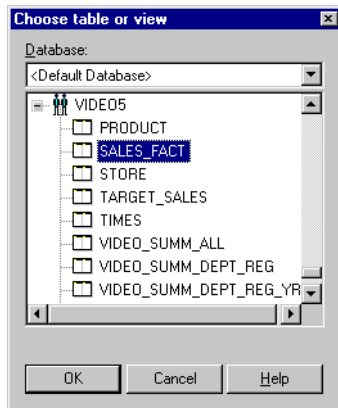 Choose table or view
Database:
<Default Database>
VIDEO5
PRODUCT
SALES_FACT
STORE
TARGET_SALES
TIMES
VIDEO_SUMM_ALL
VIDEO_SUMM_DEPT_REG
VIDEO_SUMM_DEPT_REG_YR
OK Cancel Help